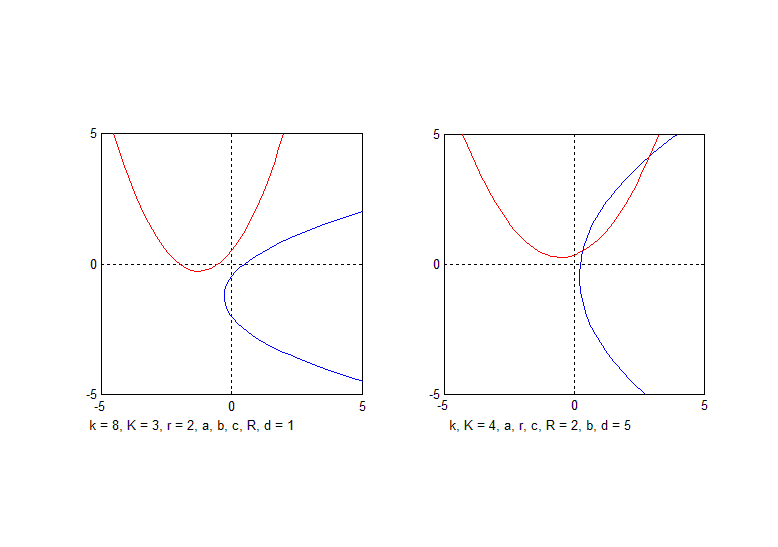 5
0
-5
-5 0 5
k = 8, K = 3, r = 2, a, b, c, R, d = 1
5
0
-5
-5 0 5
k, K = 4, a, r, c, R = 2, b, d = 5